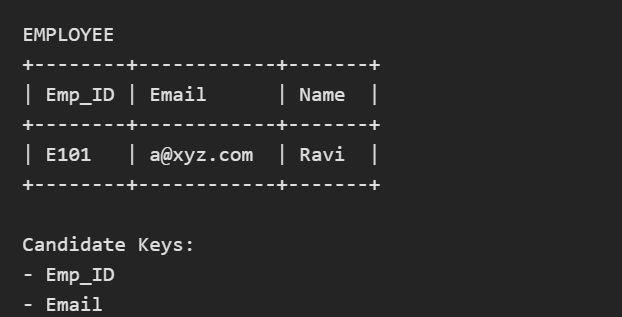 EMPLOYEE
+--------+------------+-------+
| Emp_ID | Email      | Name  |
+--------+------------+-------+
| E101   | a@xyz.com  | Ravi  |
+--------+------------+-------+
Candidate Keys:
- Emp_ID
- Email